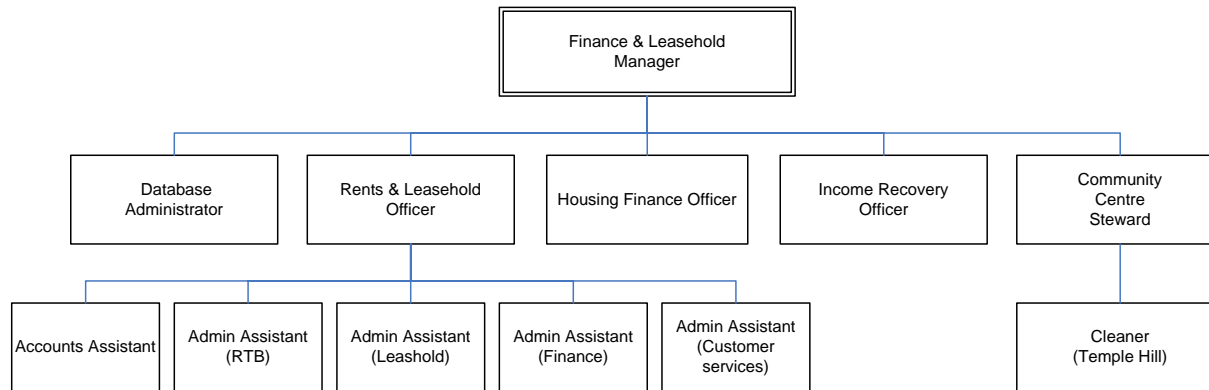 Finance & Leasehold
Manager
Database
Administrator
Rents & Leasehold
Officer
Housing Finance Officer
Income Recovery
Officer
Community
Centre
Steward
Accounts Assistant
Admin Assistant
(RTB)
Admin Assistant
(Leashold)
Admin Assistant
(Finance)
Admin Assistant
(Customer
services)
Cleaner
(Temple Hill)